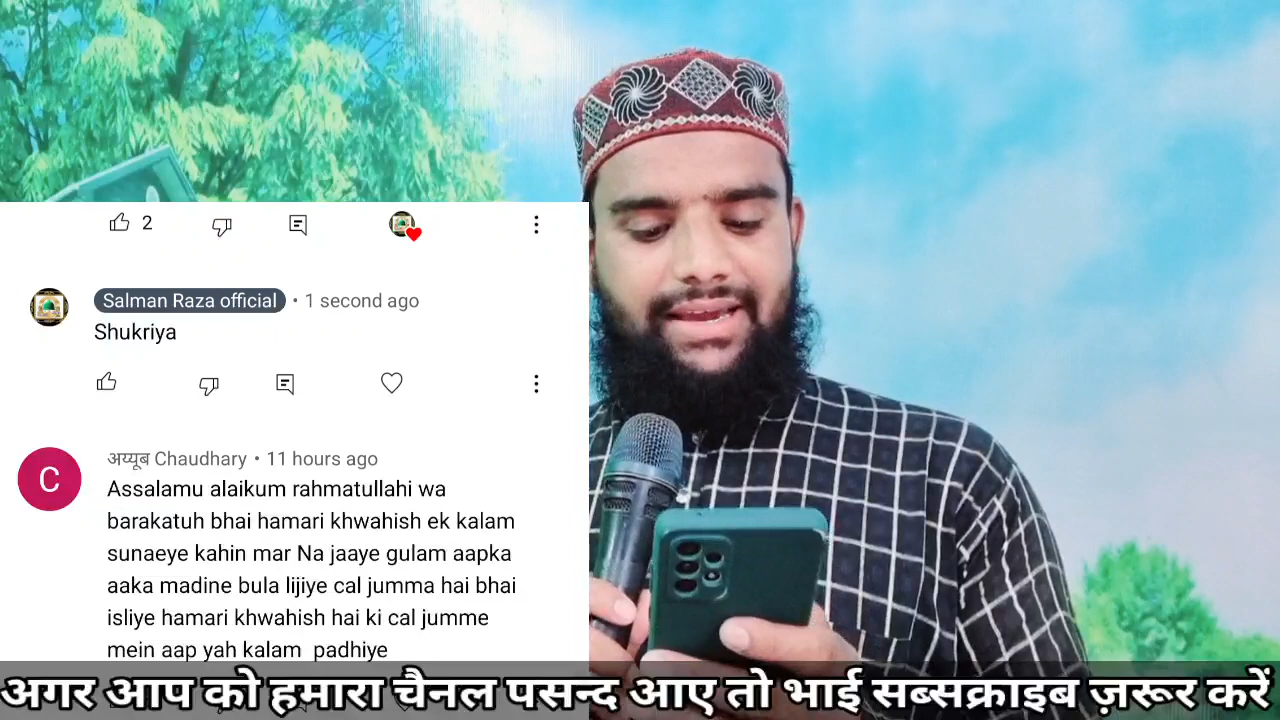 2
Salman Raza official • 1 second ago
Shukriya
C
अय्यूब Chaudhary • 11 hours ago
Assalamu alaikum rahmatullahi wa
barakatuh bhai hamari khwahish ek kalam
sunaeye kahin mar Na jaaye gulam aapka
aaka madine bula lijiye cal jumma hai bhai
isliye hamari khwahish hai ki cal jumme
mein aap yah kalam padhiye
अगर आप को हमारा चैनल पसन्द आए तो भाई सब्सक्राइब ज़रूर करें